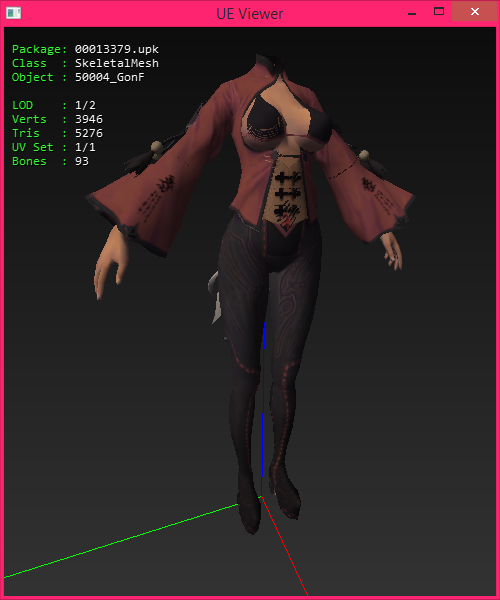 UE Viewer
Package: 00013379.upk
Class : SkeletalMesh
Object : 50004_GonF
LOD : 1/2
Verts : 3946
Tris : 5276
UV Set : 1/1
Bones : 93